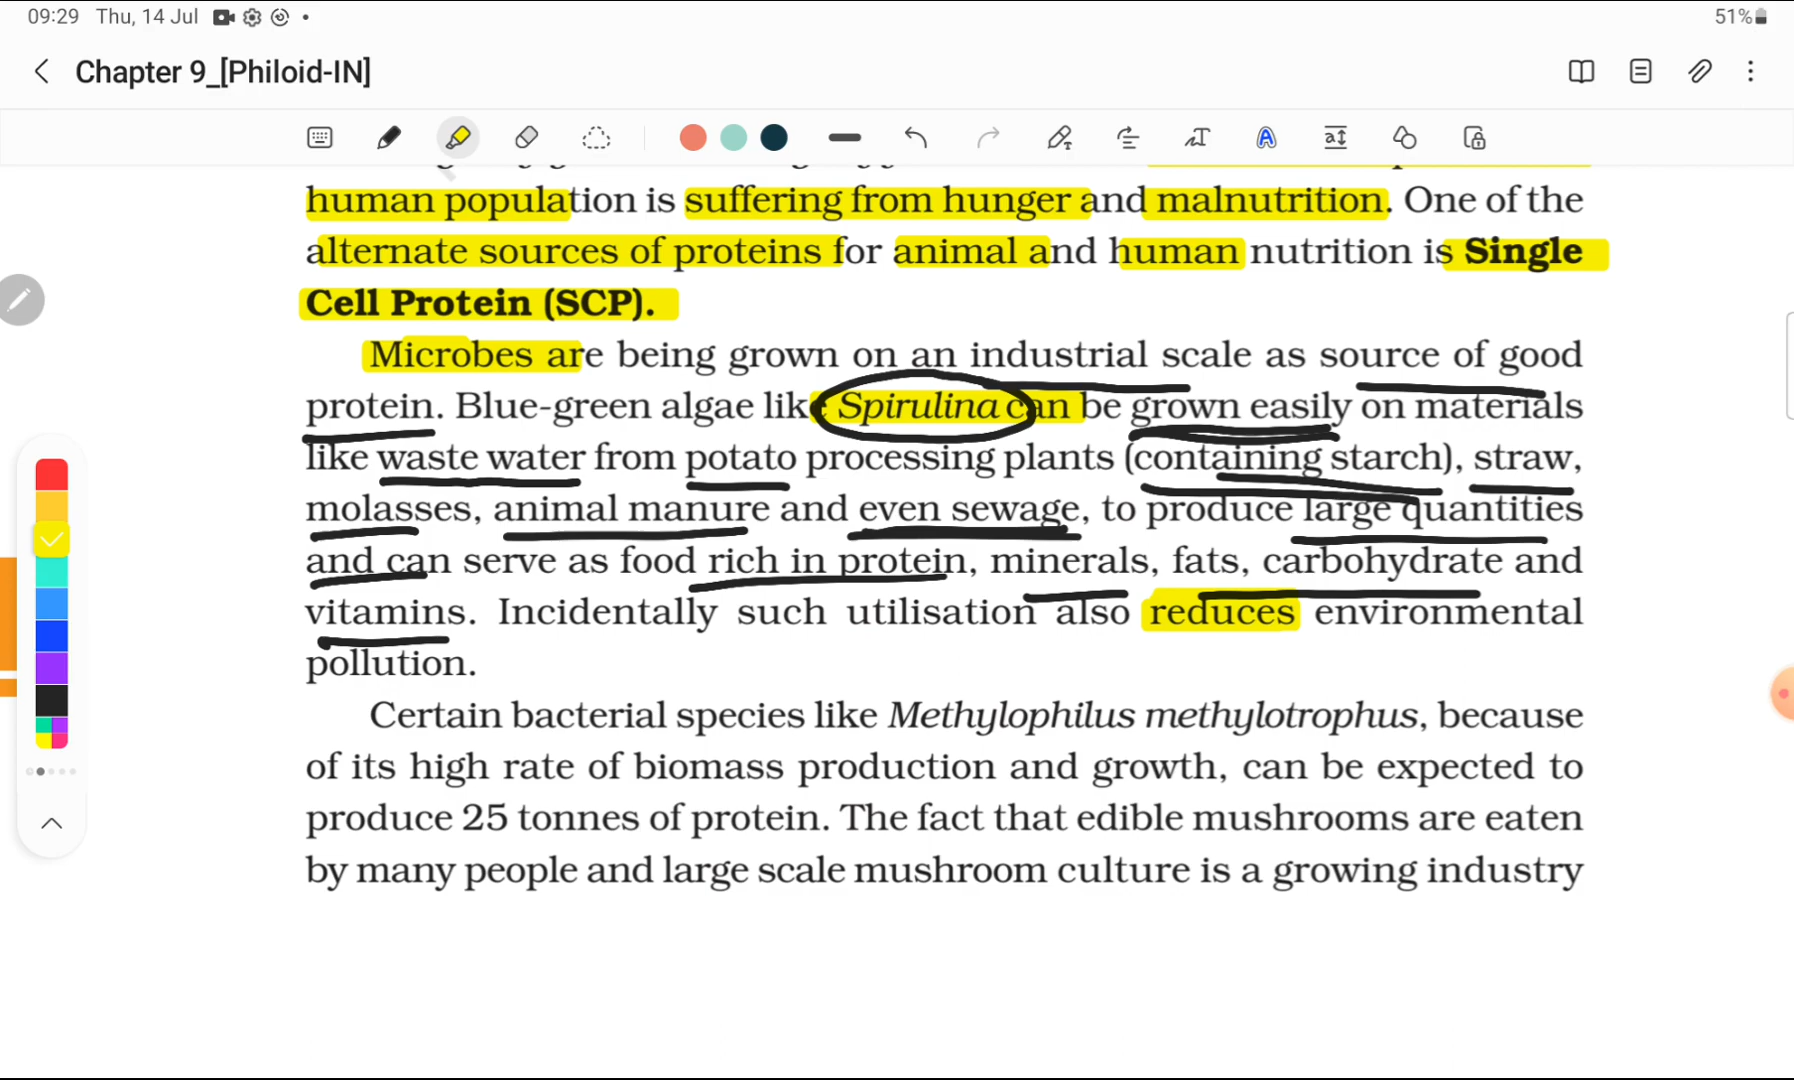 09:29 Thu, 14 Jul
51%
Chapter 9_[Philoid-IN]
human population is suffering from hunger and malnutrition. One of the
alternate sources of proteins for animal and human nutrition is Single
Cell Protein (SCP).
Microbes are being grown on an industrial scale as source of good
protein. Blue-green algae like Spirulina can be grown easily on materials
like waste water from potato processing plants (containing starch), straw,
molasses, animal manure and even sewage, to produce large quantities
and can serve as food rich in protein, minerals, fats, carbohydrate and
vitamins. Incidentally such utilisation also reduces environmental
pollution.
Certain bacterial species like Methylophilus methylotrophus, because
of its high rate of biomass production and growth, can be expected to
produce 25 tonnes of protein. The fact that edible mushrooms are eaten
by many people and large scale mushroom culture is a growing industry